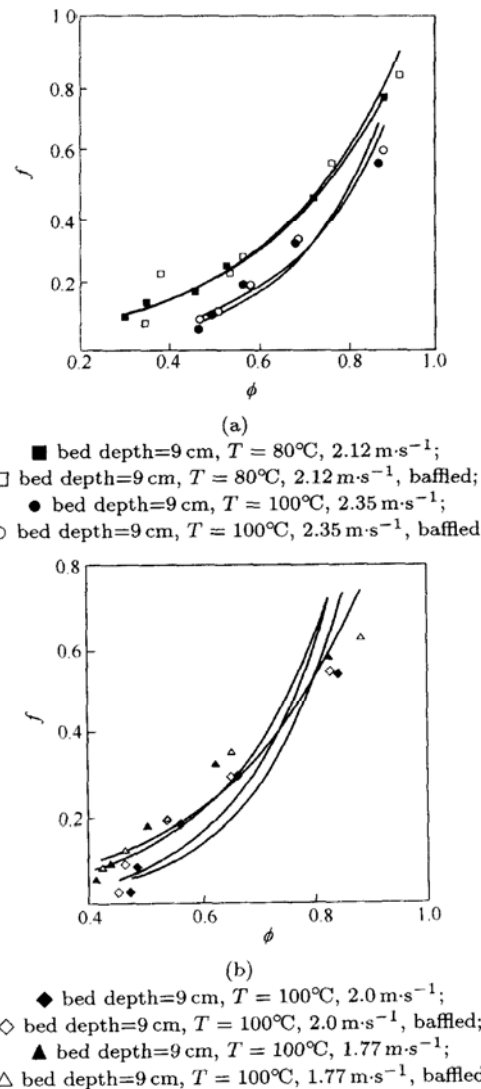 1 0
0.8
0.6
f
0.4
0.2
0.2 0.4 0.6 0.8 1.0
ϕ
(a)
■ bed depth=9 cm, T = 80°C, 2.12 m·s⁻¹;
□ bed depth=9 cm, T = 80°C, 2.12 m·s⁻¹, baffled;
● bed depth=9 cm, T = 100°C, 2.35 m·s⁻¹;
○ bed depth=9 cm, T = 100°C, 2.35 m·s⁻¹, baffled
0.8
0.6
f
0.4
0.2
0.4 0.6 0.8 1.0
ϕ
(b)
◆ bed depth=9 cm, T = 100°C, 2.0 m·s⁻¹;
◇ bed depth=9 cm, T = 100°C, 2.0 m·s⁻¹, baffled;
▲ bed depth=9 cm, T = 100°C, 1.77 m·s⁻¹;
△ bed depth=9 cm, T = 100°C, 1.77 m·s⁻¹, baffled